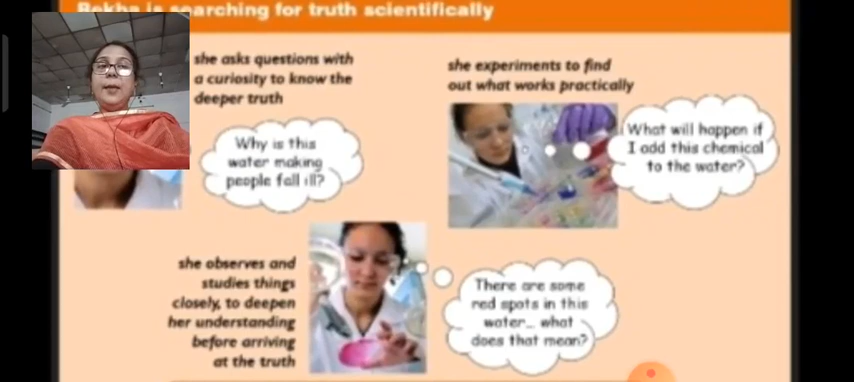 Rekha is searching for truth scientifically
she asks questions with
a curiosity to know the
deeper truth
Why is this
water making
people fall ill?
she experiments to find
out what works practically
What will happen if
I add this chemical
to the water?
she observes and
studies things
closely, to deepen
her understanding
before arriving
at the truth
There are some
red spots in this
water... what
does that mean?